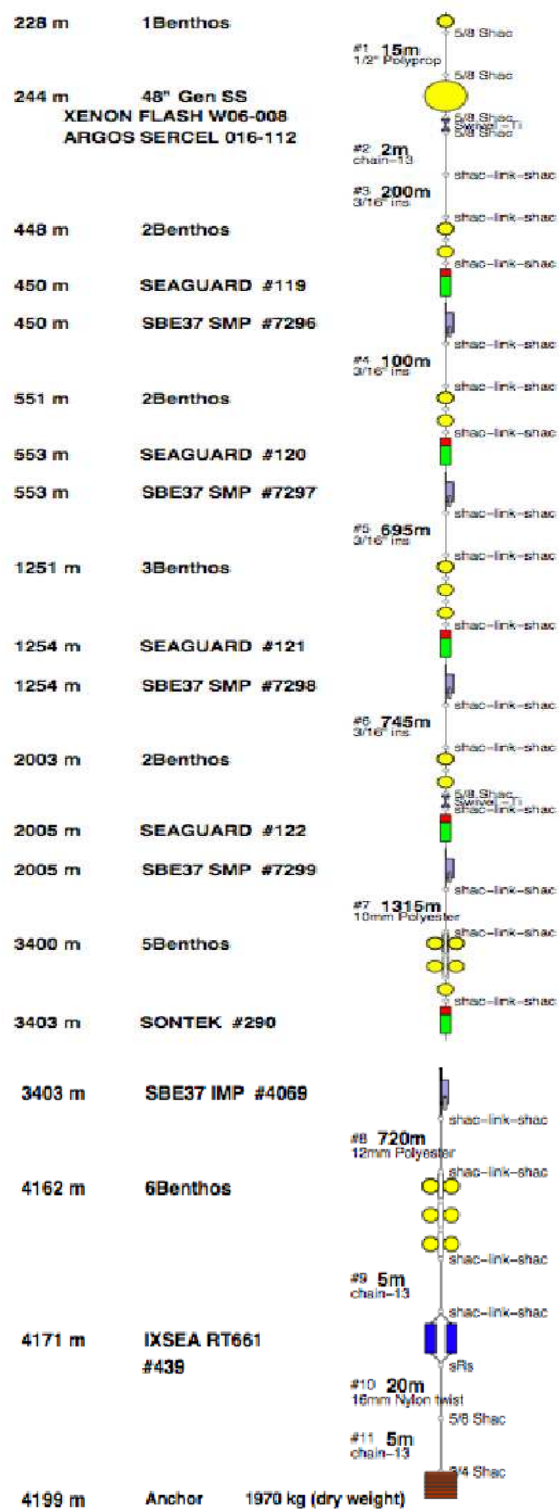 228 m 1Benthos
5/8 Shac
#1 15m
1/2" Polyprop
5/8 Shac
244 m 48" Gen SS
XENON FLASH W06-008
ARGOS SERCEL 016-112
5/8 Shac
Swivel-Ti
5/8 Shac
#2 2m
chain-13
shac-link-shac
#3 200m
3/16" ins
shac-link-shac
448 m 2Benthos
shac-link-shac
450 m SEAGUARD #119
450 m SBE37 SMP #7296
shac-link-shac
#4 100m
3/16" ins
shac-link-shac
551 m 2Benthos
shac-link-shac
553 m SEAGUARD #120
553 m SBE37 SMP #7297
shac-link-shac
#5 695m
3/16" ins
shac-link-shac
1251 m 3Benthos
shac-link-shac
1254 m SEAGUARD #121
1254 m SBE37 SMP #7298
shac-link-shac
#6 745m
3/16" ins
shac-link-shac
2003 m 2Benthos
5/8 Shac
Swivel-Ti
shac-link-shac
2005 m SEAGUARD #122
2005 m SBE37 SMP #7299
shac-link-shac
#7 1315m
10mm Polyester
shac-link-shac
3400 m 5Benthos
shac-link-shac
3403 m SONTEK #290
3403 m SBE37 IMP #4069
shac-link-shac
#8 720m
12mm Polyester
shac-link-shac
4162 m 6Benthos
shac-link-shac
#9 5m
chain-13
shac-link-shac
4171 m IXSEA RT661
#439
sRs
#10 20m
16mm Nylon twist
5/8 Shac
#11 5m
chain-13
3/4 Shac
4199 m Anchor 1970 kg (dry weight)